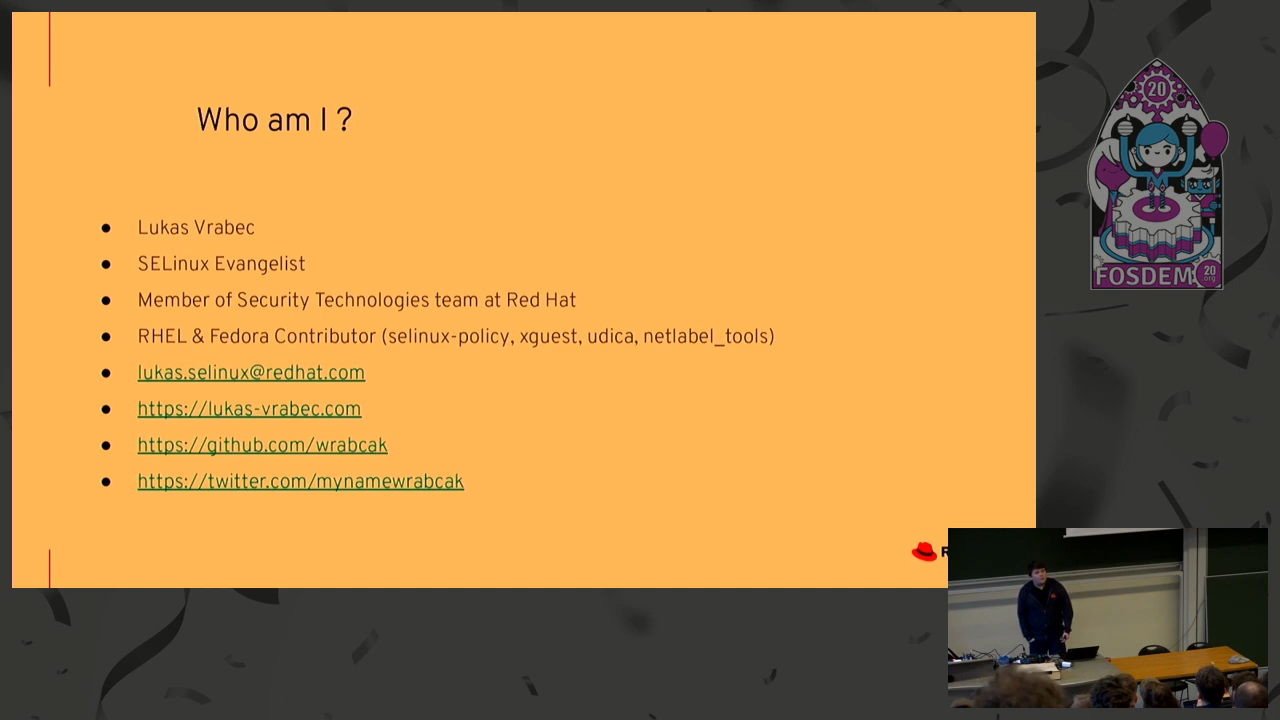 Who am I ?
Lukas Vrabec
SELinux Evangelist
Member of Security Technologies team at Red Hat
RHEL & Fedora Contributor (selinux-policy, xguest, udica, netlabel_tools)
lukas.selinux@redhat.com
https://lukas-vrabec.com
https://github.com/wrabcak
https://twitter.com/mynamewrabcak
20
FOSDEM
20
org